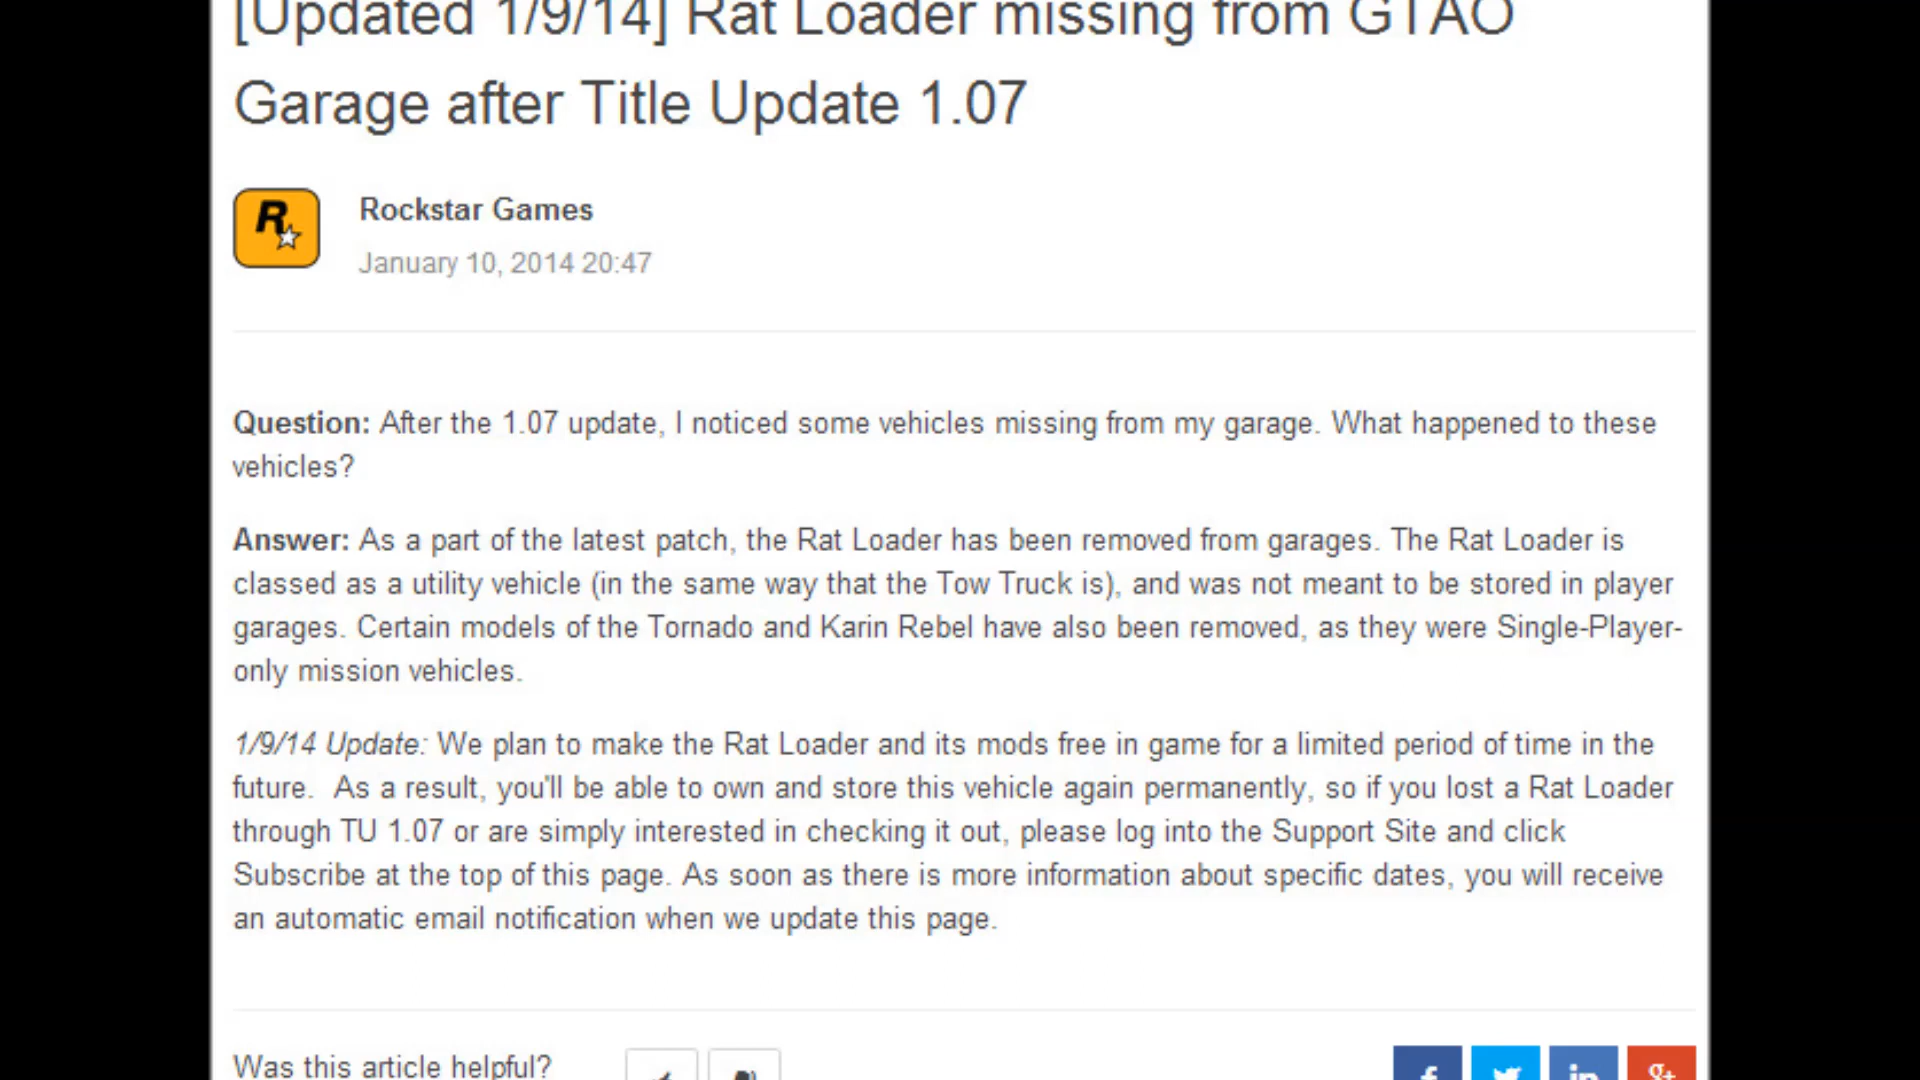 [Updated 1/9/14] Rat Loader missing from GTAO
Garage after Title Update 1.07
R
Rockstar Games
January 10, 2014 20:47
Question: After the 1.07 update, I noticed some vehicles missing from my garage. What happened to these
vehicles?
Answer: As a part of the latest patch, the Rat Loader has been removed from garages. The Rat Loader is
classed as a utility vehicle (in the same way that the Tow Truck is), and was not meant to be stored in player
garages. Certain models of the Tornado and Karin Rebel have also been removed, as they were Single-Player-
only mission vehicles.
1/9/14 Update: We plan to make the Rat Loader and its mods free in game for a limited period of time in the
future.  As a result, you'll be able to own and store this vehicle again permanently, so if you lost a Rat Loader
through TU 1.07 or are simply interested in checking it out, please log into the Support Site and click
Subscribe at the top of this page. As soon as there is more information about specific dates, you will receive
an automatic email notification when we update this page.
Was this article helpful?
f in g+